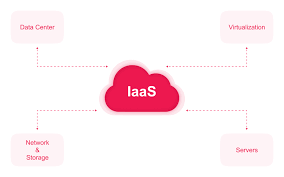 Data Center
Virtualization
IaaS
Network
&
Storage
Servers